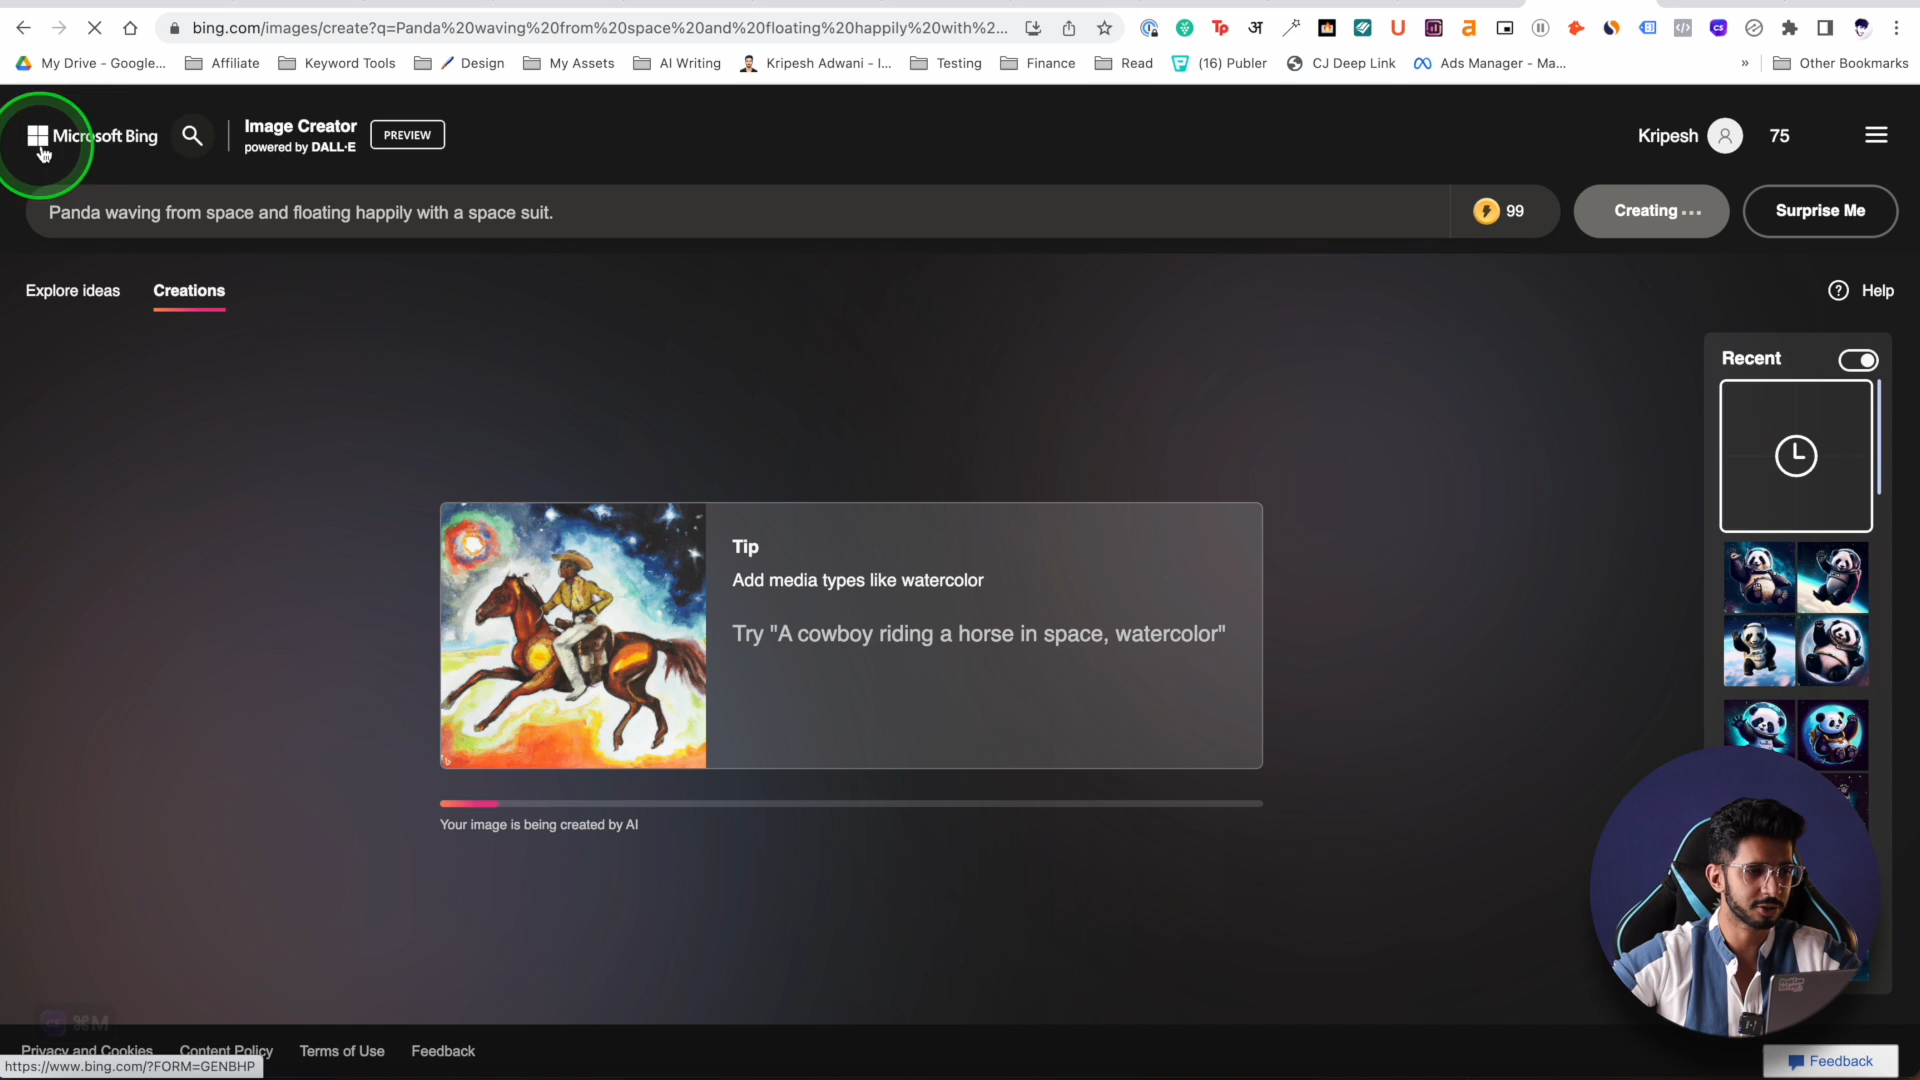 bing.com/images/create?q=Panda%20waving%20from%20space%20and%20floating%20happily%20with%2...
My Drive - Google...
Affiliate
Keyword Tools
Design
My Assets
AI Writing
Kripesh Adwani - I...
Testing
Finance
Read
(16) Publer
CJ Deep Link
Ads Manager - Ma...
»
Other Bookmarks
Microsoft Bing
Image Creator
powered by DALL·E
PREVIEW
Kripesh
75
Panda waving from space and floating happily with a space suit.
99
Creating...
Surprise Me
Explore ideas
Creations
Help
Recent
Tip
Add media types like watercolor
Try "A cowboy riding a horse in space, watercolor"
Your image is being created by AI
⌘M
Privacy and Cookies
Content Policy
Terms of Use
Feedback
https://www.bing.com/?FORM=GENBHP
Feedback